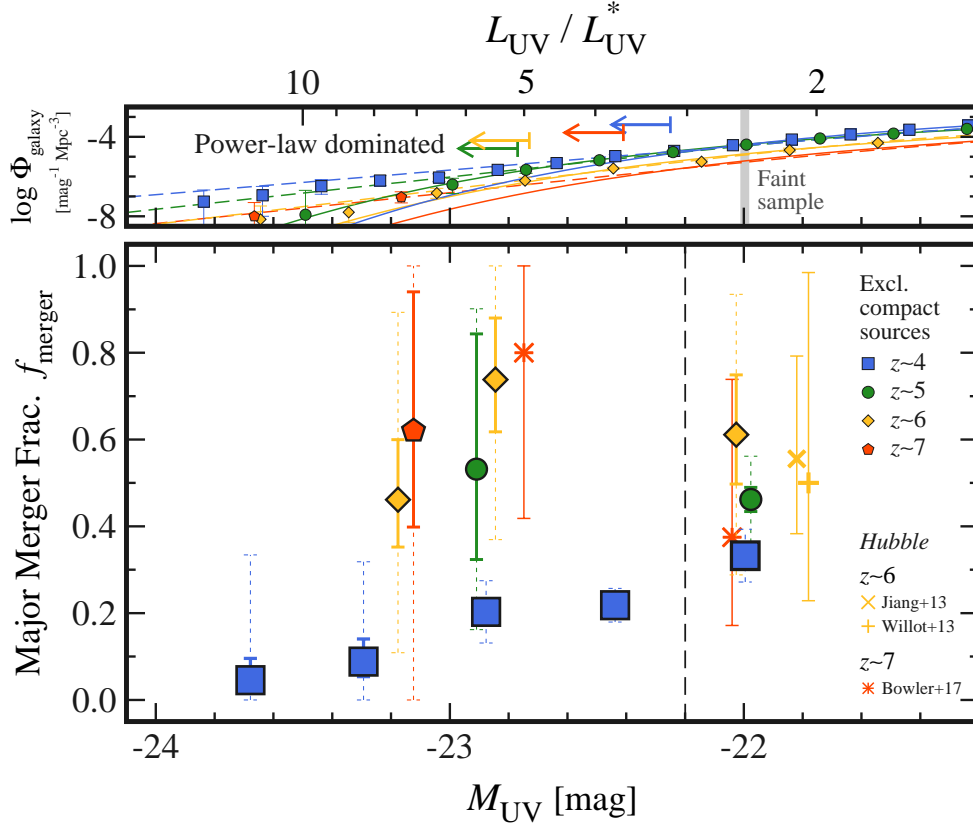 L_UV / L*_UV
10 5 2
log Φ_galaxy
[mag⁻¹ Mpc⁻³]
-4
-8
Power-law dominated
Faint
sample
Major Merger Frac. f_merger
1.0
0.8
0.6
0.4
0.2
0.0
Excl.
compact
sources
z~4
z~5
z~6
z~7
Hubble
z~6
Jiang+13
Willot+13
z~7
Bowler+17
-24 -23 -22
M_UV [mag]